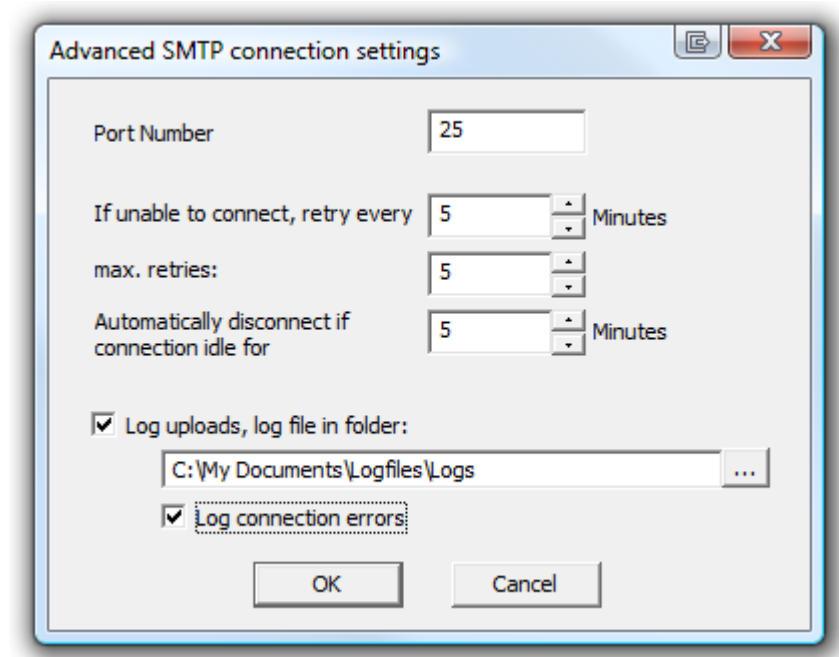 Advanced SMTP connection settings
Port Number 25
If unable to connect, retry every 5 Minutes
max. retries: 5
Automatically disconnect if
connection idle for 5 Minutes
Log uploads, log file in folder:
C:\My Documents\Logfiles\Logs ...
Log connection errors
OK Cancel